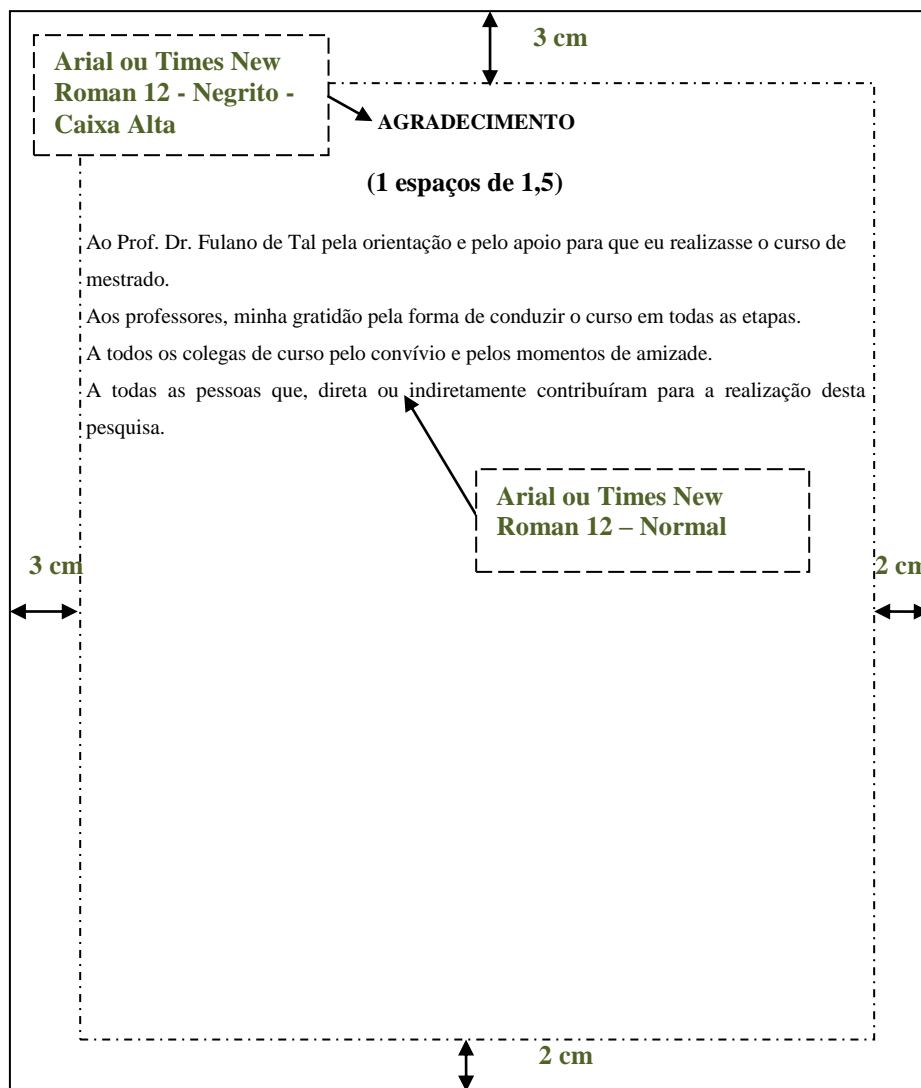 3 cm
Arial ou Times New
Roman 12 - Negrito -
Caixa Alta
AGRADECIMENTO
(1 espaços de 1,5)
Ao Prof. Dr. Fulano de Tal pela orientação e pelo apoio para que eu realizasse o curso de
mestrado.
Aos professores, minha gratidão pela forma de conduzir o curso em todas as etapas.
A todos os colegas de curso pelo convívio e pelos momentos de amizade.
A todas as pessoas que, direta ou indiretamente contribuíram para a realização desta
pesquisa.
Arial ou Times New
Roman 12 – Normal
3 cm
2 cm
2 cm